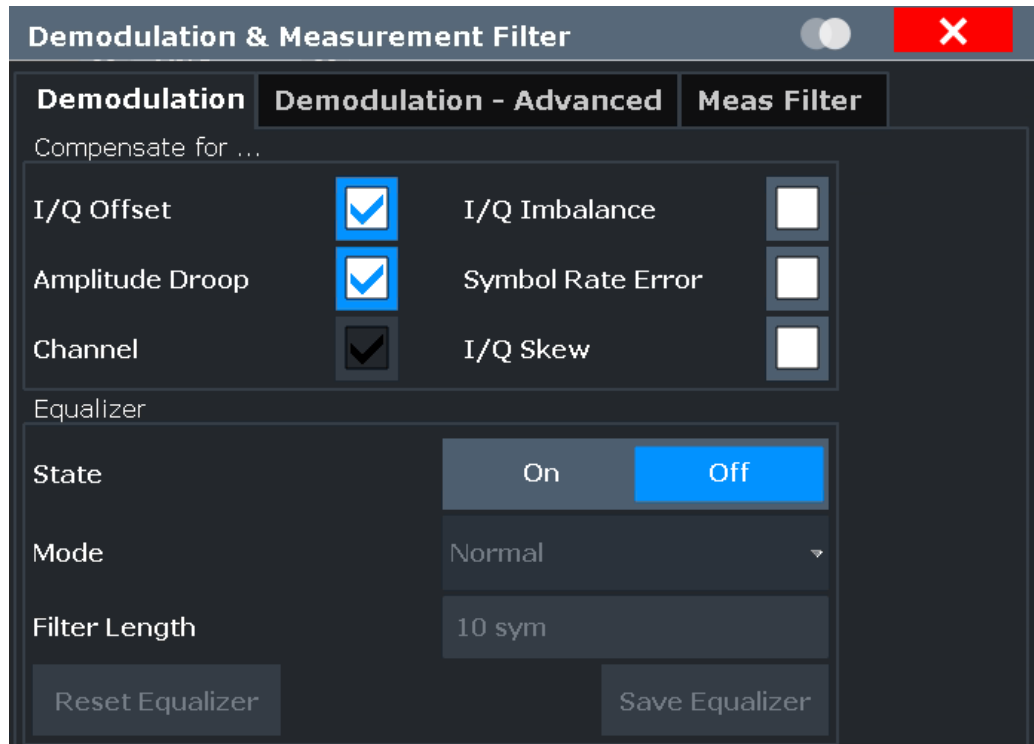 Demodulation & Measurement Filter
Demodulation Demodulation - Advanced Meas Filter
Compensate for ...
I/Q Offset I/Q Imbalance
Amplitude Droop Symbol Rate Error
Channel I/Q Skew
Equalizer
State On Off
Mode Normal
Filter Length 10 sym
Reset Equalizer Save Equalizer